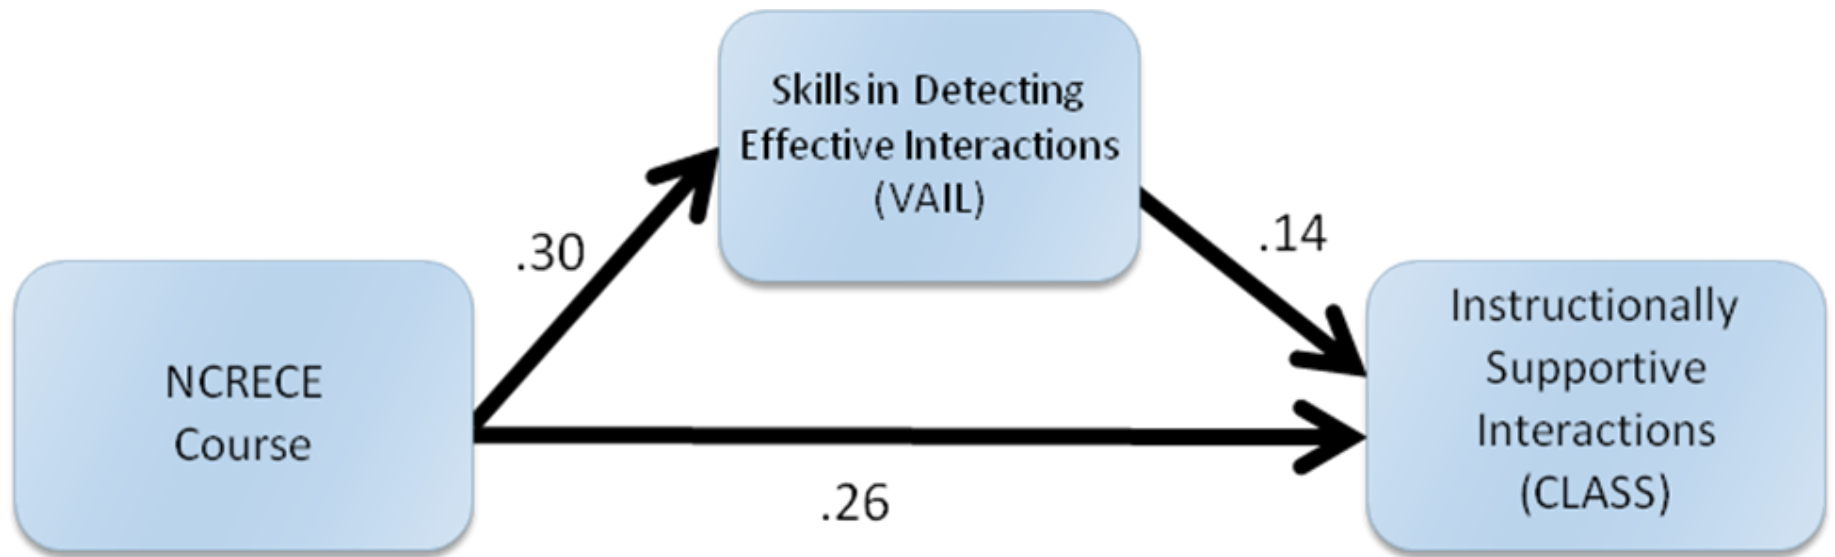 Skills in Detecting
Effective Interactions
(VAIL)
.30
.14
NCRECE
Course
Instructionally
Supportive
Interactions
(CLASS)
.26